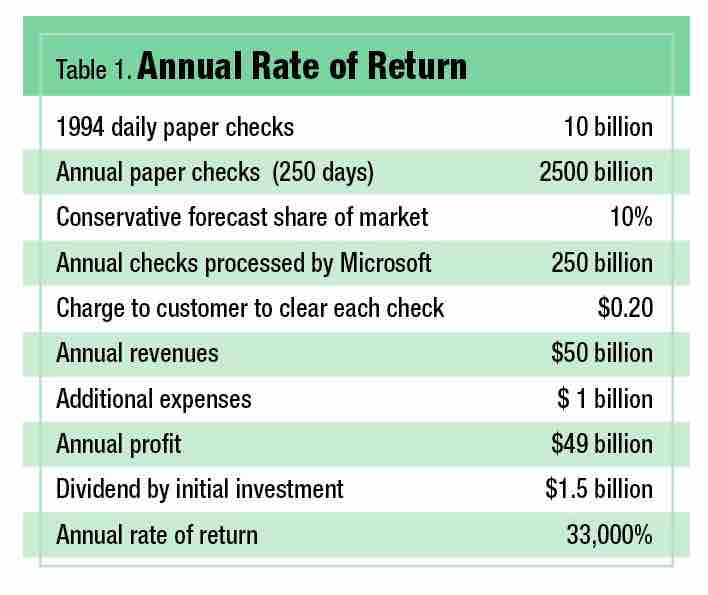 Table 1. Annual Rate of Return
1994 daily paper checks 10 billion
Annual paper checks (250 days) 2500 billion
Conservative forecast share of market 10%
Annual checks processed by Microsoft 250 billion
Charge to customer to clear each check $0.20
Annual revenues $50 billion
Additional expenses $ 1 billion
Annual profit $49 billion
Dividend by initial investment $1.5 billion
Annual rate of return 33,000%